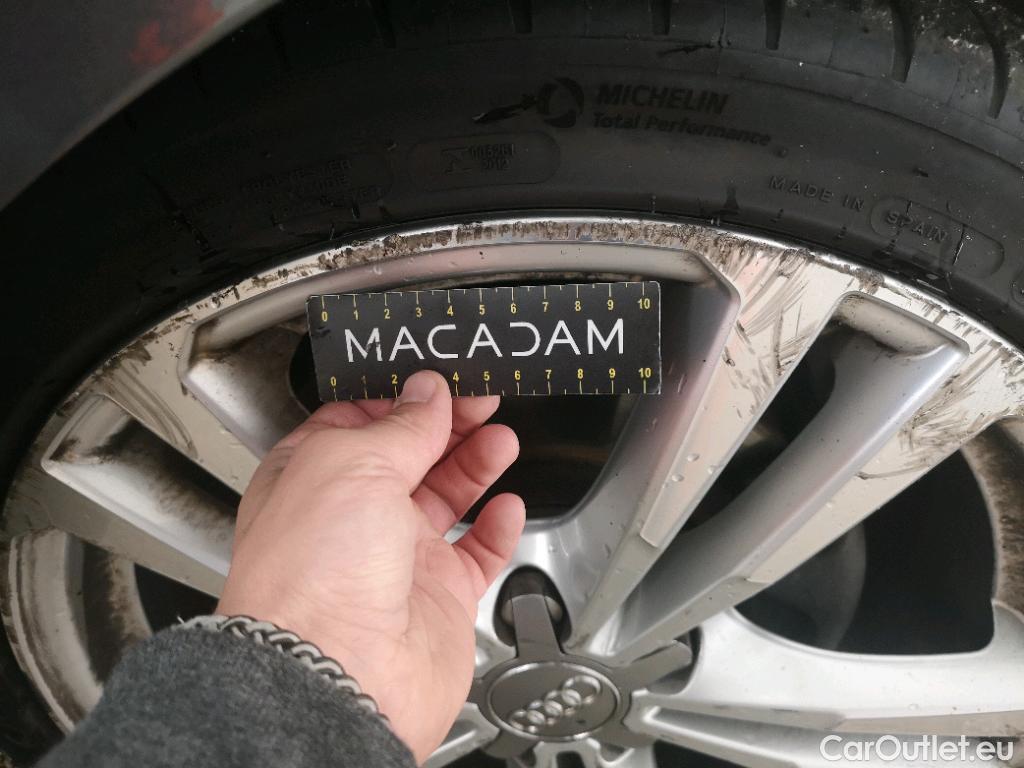 MICHELIN
Total Performance
MADE IN SPAIN
0 1 2 3 4 5 6 7 8 9 10
MACADAM
0 1 2 4 5 6 7 8 9 10
CarOutlet.eu